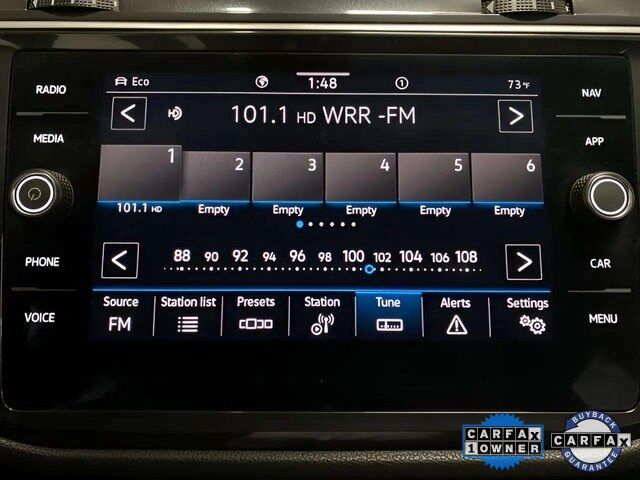 RADIO
MEDIA
PHONE
VOICE
NAV
APP
CAR
MENU
Eco
1:48
1
73°F
101.1 HD WRR -FM
1 2 3 4 5 6
101.1 HD Empty Empty Empty Empty Empty
88 90 92 94 96 98 100 102 104 106 108
Source Station list Presets Station Tune Alerts Settings
FM
CARFAX
1 OWNER
BUYBACK
CARFAX
GUARANTEE